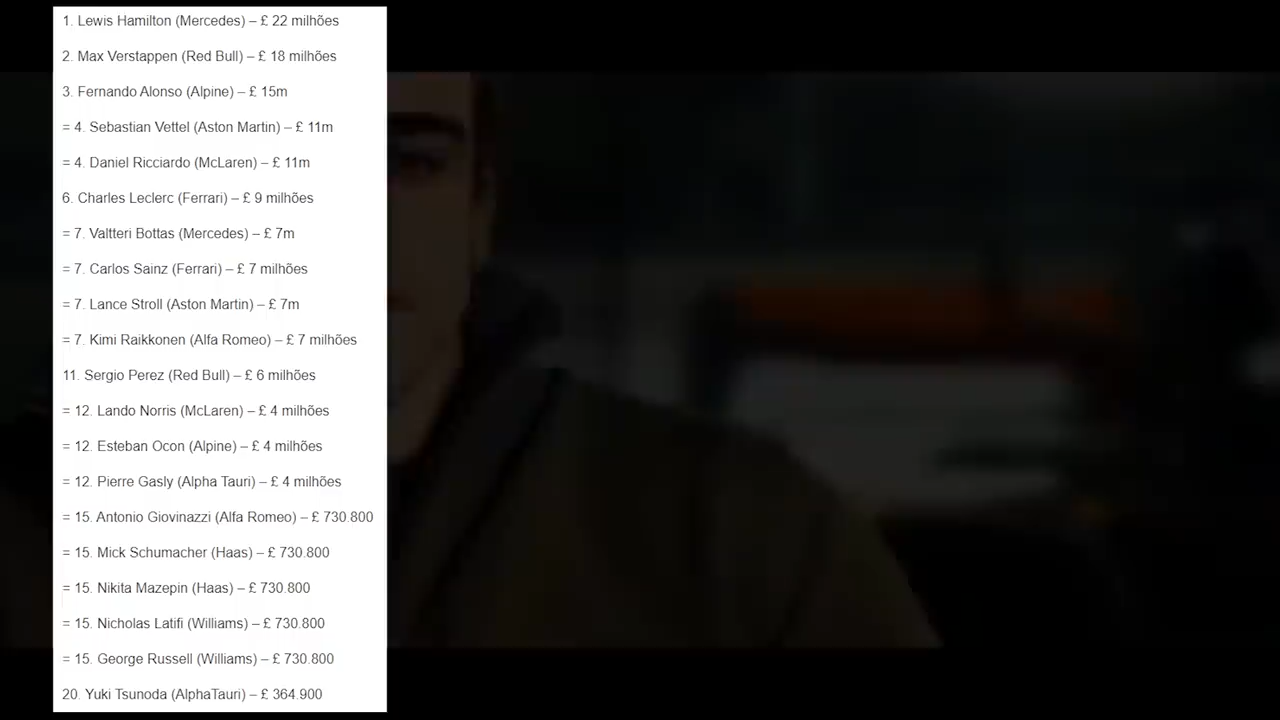 1. Lewis Hamilton (Mercedes) – £ 22 milhões
2. Max Verstappen (Red Bull) – £ 18 milhões
3. Fernando Alonso (Alpine) – £ 15m
= 4. Sebastian Vettel (Aston Martin) – £ 11m
= 4. Daniel Ricciardo (McLaren) – £ 11m
6. Charles Leclerc (Ferrari) – £ 9 milhões
= 7. Valtteri Bottas (Mercedes) – £ 7m
= 7. Carlos Sainz (Ferrari) – £ 7 milhões
= 7. Lance Stroll (Aston Martin) – £ 7m
= 7. Kimi Raikkonen (Alfa Romeo) – £ 7 milhões
11. Sergio Perez (Red Bull) – £ 6 milhões
= 12. Lando Norris (McLaren) – £ 4 milhões
= 12. Esteban Ocon (Alpine) – £ 4 milhões
= 12. Pierre Gasly (Alpha Tauri) – £ 4 milhões
= 15. Antonio Giovinazzi (Alfa Romeo) – £ 730.800
= 15. Mick Schumacher (Haas) – £ 730.800
= 15. Nikita Mazepin (Haas) – £ 730.800
= 15. Nicholas Latifi (Williams) – £ 730.800
= 15. George Russell (Williams) – £ 730.800
20. Yuki Tsunoda (AlphaTauri) – £ 364.900